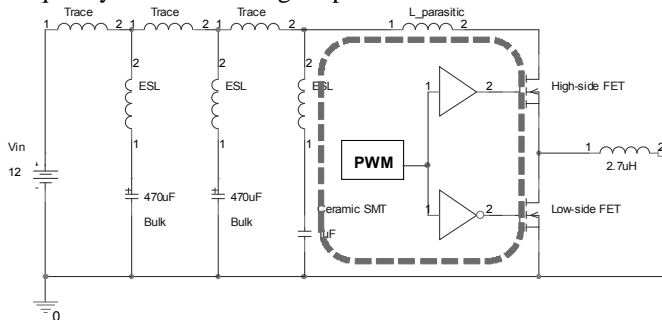 Trace Trace Trace L_parasitic
1 2 1 2 1 2 1 2
2 2 2
ESL ESL ESL High-side FET
1 2
1 1 1
Vin PWM 1 2
12 2.7uH
470uF 470uF Ceramic SMT 1 2 Low-side FET
Bulk Bulk uF
0